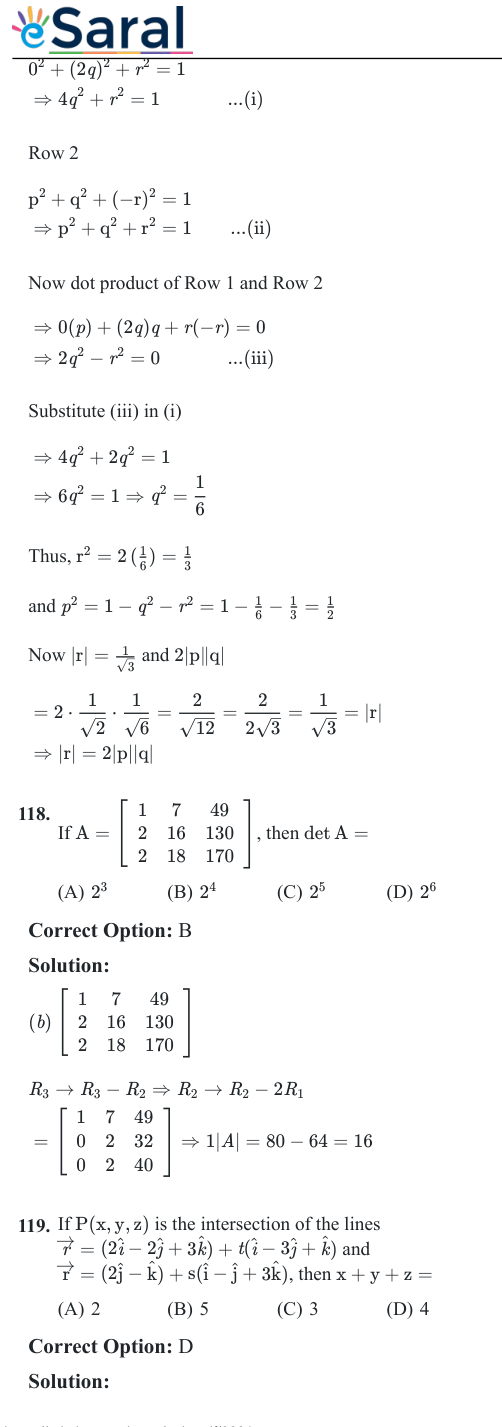 eSaral
0² + (2q)² + r² = 1
⇒ 4q² + r² = 1 ...(i)
Row 2
p² + q² + (−r)² = 1
⇒ p² + q² + r² = 1 ...(ii)
Now dot product of Row 1 and Row 2
⇒ 0(p) + (2q)q + r(−r) = 0
⇒ 2q² − r² = 0 ...(iii)
Substitute (iii) in (i)
⇒ 4q² + 2q² = 1
⇒ 6q² = 1 ⇒ q² = 1/6
Thus, r² = 2(1/6) = 1/3
and p² = 1 − q² − r² = 1 − 1/6 − 1/3 = 1/2
Now |r| = 1/√3 and 2|p||q|
= 2 · 1/√2 · 1/√6 = 2/√12 = 2/2√3 = 1/√3 = |r|
⇒ |r| = 2|p||q|
118. If A = [ 1 7 49
2 16 130
2 18 170 ], then det A =
(A) 2³ (B) 2⁴ (C) 2⁵ (D) 2⁶
Correct Option: B
Solution:
(b) [ 1 7 49
2 16 130
2 18 170 ]
R₃ → R₃ − R₂ ⇒ R₂ → R₂ − 2R₁
= [ 1 7 49
0 2 32
0 2 40 ] ⇒ 1|A| = 80 − 64 = 16
119. If P(x, y, z) is the intersection of the lines
r⃗ = (2î − 2ĵ + 3k̂) + t(î − 3ĵ + k̂) and
r⃗ = (2ĵ − k̂) + s(î − ĵ + 3k̂), then x + y + z =
(A) 2 (B) 5 (C) 3 (D) 4
Correct Option: D
Solution: